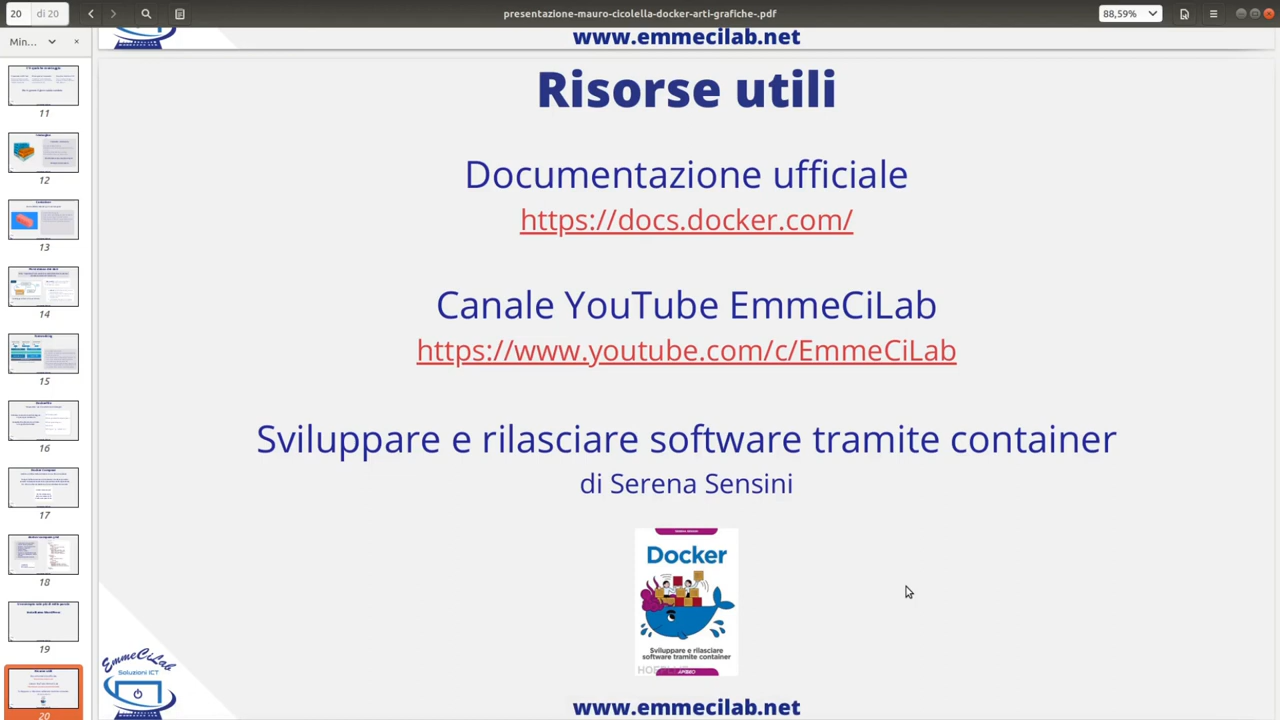 20 di 20
presentazione-mauro-cicolella-docker-arti-grafiche.pdf
88,59%
Min...
www.emmecilab.net
Risorse utili
Documentazione ufficiale
https://docs.docker.com/
Canale YouTube EmmeCiLab
https://www.youtube.com/c/EmmeCiLab
Sviluppare e rilasciare software tramite container
di Serena Sensini
Docker
Sviluppare e rilasciare
software tramite container
APOGEO
EmmeCiLab
Soluzioni ICT
www.emmecilab.net
11
12
13
14
15
16
17
18
19
20